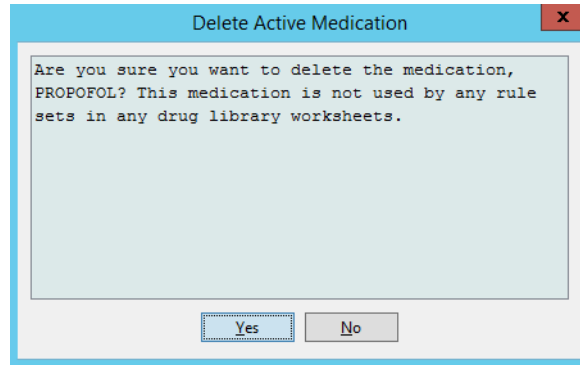 Delete Active Medication
x
Are you sure you want to delete the medication,
PROPOFOL? This medication is not used by any rule
sets in any drug library worksheets.
Yes
No